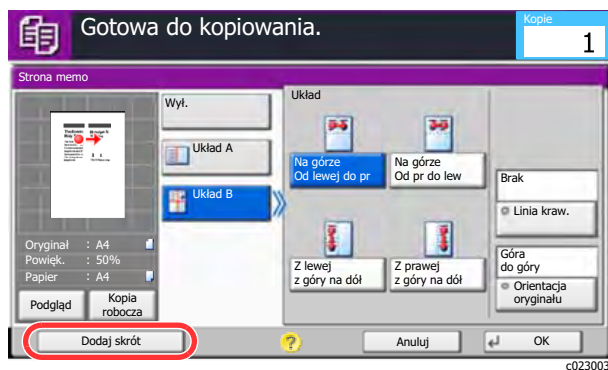 Gotowa do kopiowania.
Kopie
1
Strona memo
Oryginał : A4
Powięk. : 50%
Papier : A4
Podgląd
Kopia
robocza
Wył.
Układ A
Układ B
Układ
Na górze
Od lewej do pr
Na górze
Od pr do lew
Z lewej
z góry na dół
Z prawej
z góry na dół
Brak
Linia kraw.
Góra
do góry
Orientacja
oryginału
Dodaj skrót
?
Anuluj
OK
c023003